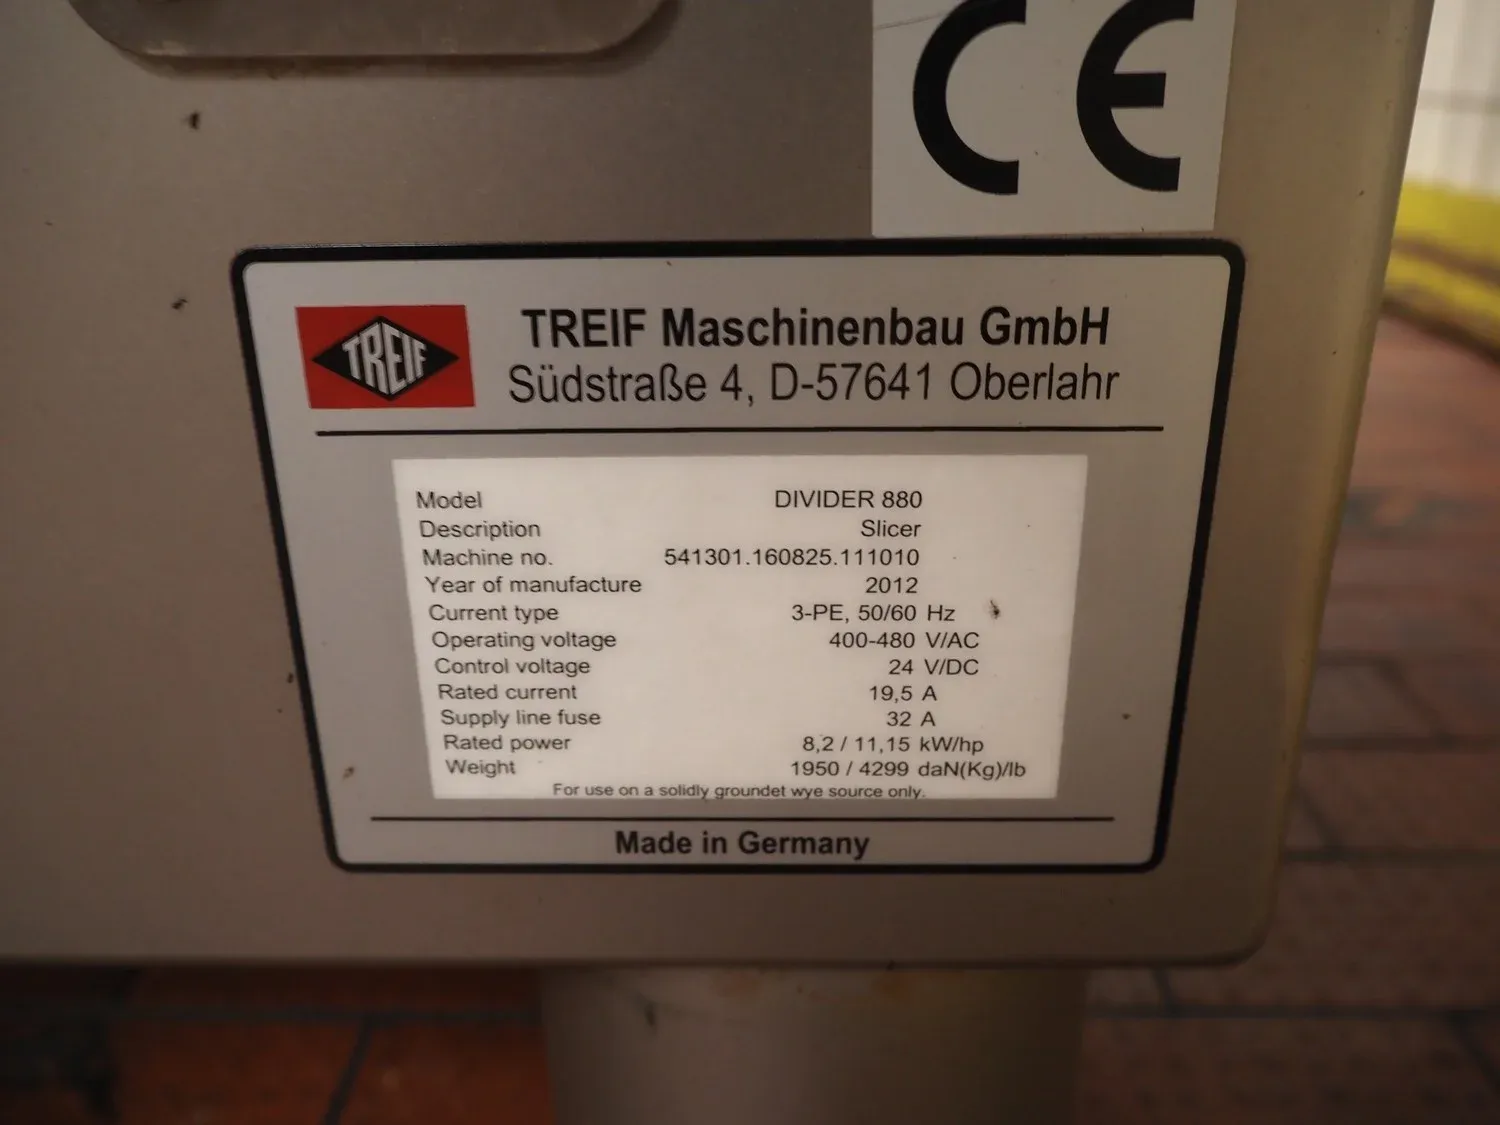 CE
TREIF
TREIF Maschinenbau GmbH
Südstraße 4, D-57641 Oberlahr
Model DIVIDER 880
Description Slicer
Machine no. 541301.160825.111010
Year of manufacture 2012
Current type 3-PE, 50/60 Hz
Operating voltage 400-480 V/AC
Control voltage 24 V/DC
Rated current 19,5 A
Supply line fuse 32 A
Rated power 8,2 / 11,15 kW/hp
Weight 1950 / 4299 daN(Kg)/lb
For use on a solidly groundet wye source only.
Made in Germany